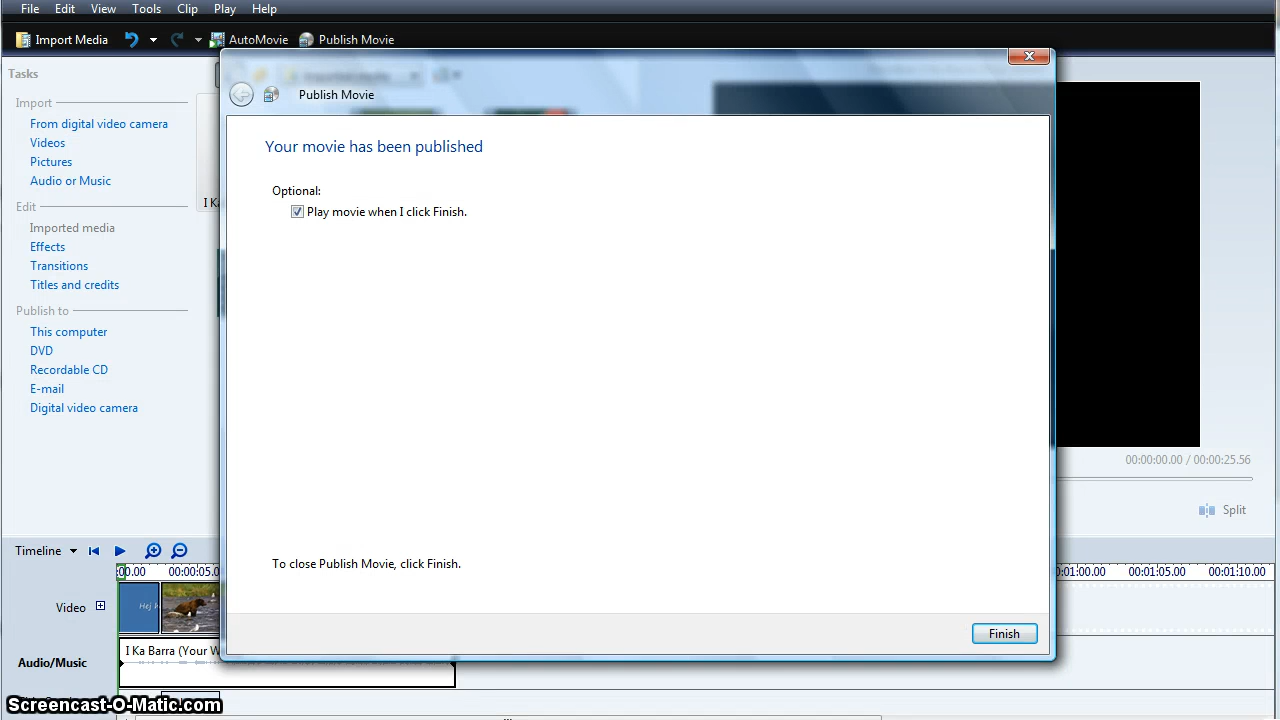 File Edit View Tools Clip Play Help
Import Media AutoMovie Publish Movie
Tasks
Import
From digital video camera
Videos
Pictures
Audio or Music
Edit
Imported media
Effects
Transitions
Titles and credits
Publish to
This computer
DVD
Recordable CD
E-mail
Digital video camera
I Ka
Publish Movie
Your movie has been published
Optional:
Play movie when I click Finish.
To close Publish Movie, click Finish.
Finish
00:00:00.00 / 00:00:25.56
Split
Timeline
:00.00 00:00:05.0 :01:00.00 00:01:05.00 00:01:10.00
Video
Hej
Audio/Music
I Ka Barra (Your W
Screencast-O-Matic.com